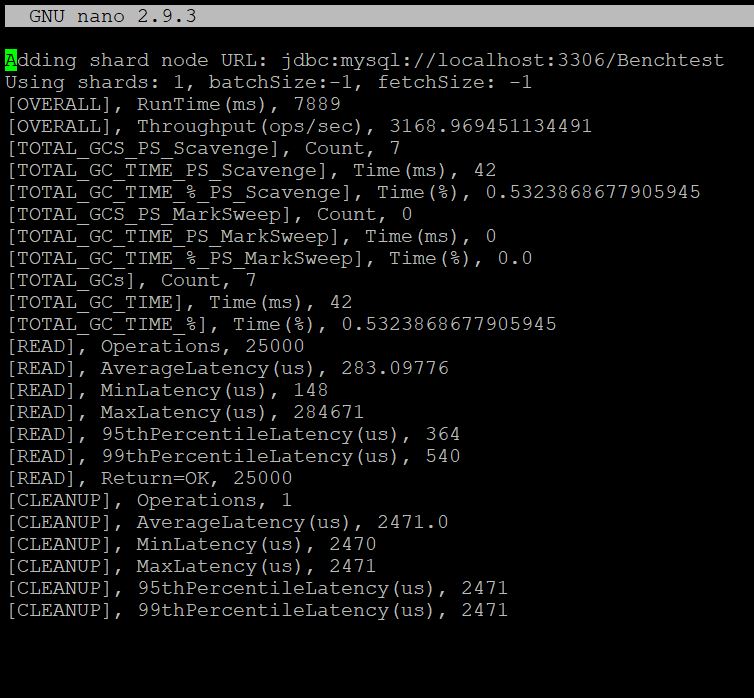 GNU nano 2.9.3
Adding shard node URL: jdbc:mysql://localhost:3306/Benchtest
Using shards: 1, batchSize:-1, fetchSize: -1
[OVERALL], RunTime(ms), 7889
[OVERALL], Throughput(ops/sec), 3168.969451134491
[TOTAL_GCS_PS_Scavenge], Count, 7
[TOTAL_GC_TIME_PS_Scavenge], Time(ms), 42
[TOTAL_GC_TIME_%_PS_Scavenge], Time(%), 0.5323868677905945
[TOTAL_GCS_PS_MarkSweep], Count, 0
[TOTAL_GC_TIME_PS_MarkSweep], Time(ms), 0
[TOTAL_GC_TIME_%_PS_MarkSweep], Time(%), 0.0
[TOTAL_GCs], Count, 7
[TOTAL_GC_TIME], Time(ms), 42
[TOTAL_GC_TIME_%], Time(%), 0.5323868677905945
[READ], Operations, 25000
[READ], AverageLatency(us), 283.09776
[READ], MinLatency(us), 148
[READ], MaxLatency(us), 284671
[READ], 95thPercentileLatency(us), 364
[READ], 99thPercentileLatency(us), 540
[READ], Return=OK, 25000
[CLEANUP], Operations, 1
[CLEANUP], AverageLatency(us), 2471.0
[CLEANUP], MinLatency(us), 2470
[CLEANUP], MaxLatency(us), 2471
[CLEANUP], 95thPercentileLatency(us), 2471
[CLEANUP], 99thPercentileLatency(us), 2471